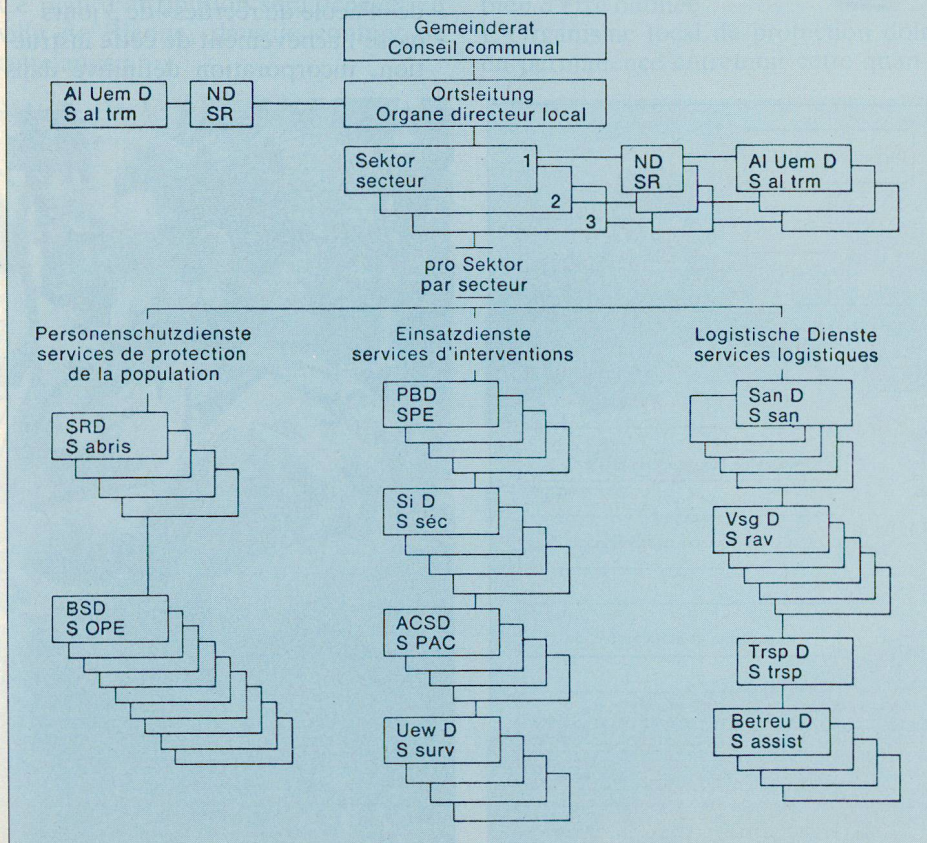 Gemeinderat
Conseil communal
Al Uem D
S al trm
ND
SR
Ortsleitung
Organe directeur local
Sektor
secteur
1
2
3
ND
SR
Al Uem D
S al trm
pro Sektor
par secteur
Personenschutzdienste
services de protection
de la population
Einsatzdienste
services d'interventions
Logistische Dienste
services logistiques
SRD
S abris
BSD
S OPE
PBD
SPE
Si D
S séc
ACSD
S PAC
Uew D
S surv
San D
S san
Vsg D
S rav
Trsp D
S trsp
Betreu D
S assist